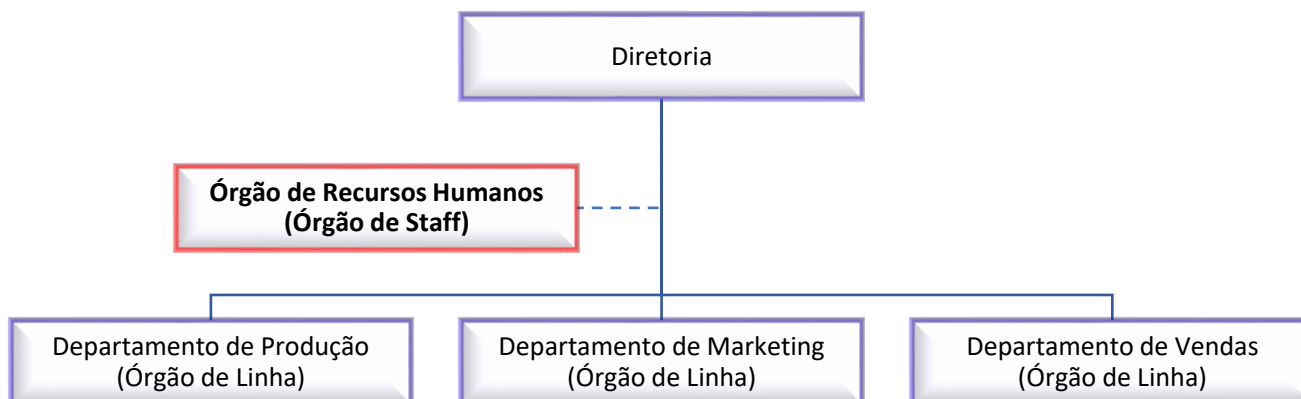 Diretoria
Órgão de Recursos Humanos
(Órgão de Staff)
Departamento de Produção
(Órgão de Linha)
Departamento de Marketing
(Órgão de Linha)
Departamento de Vendas
(Órgão de Linha)